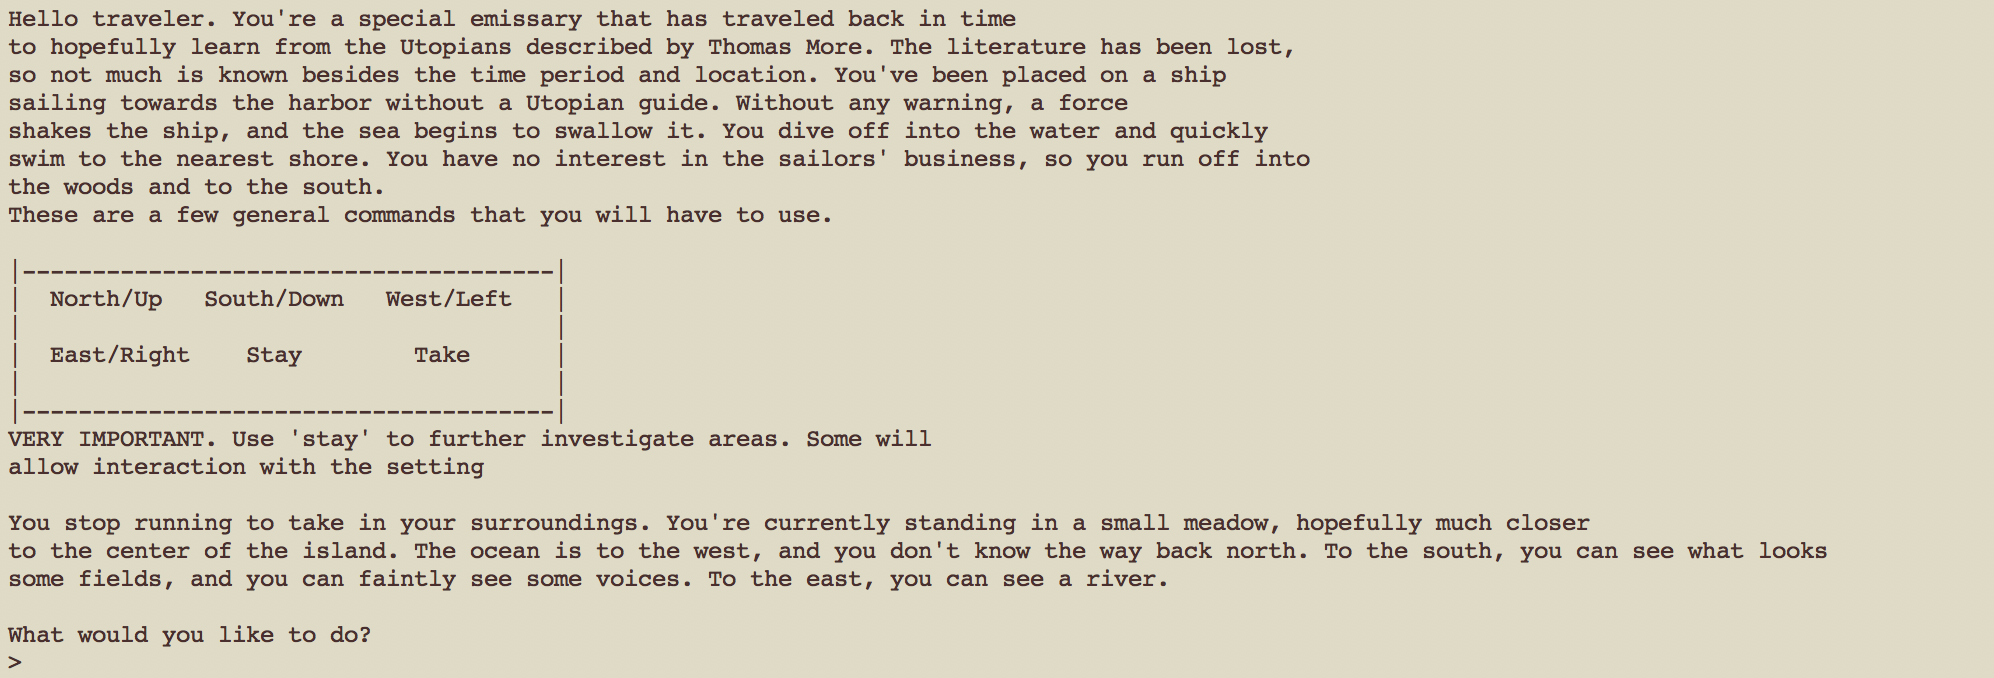 Hello traveler. You're a special emissary that has traveled back in time
to hopefully learn from the Utopians described by Thomas More. The literature has been lost,
so not much is known besides the time period and location. You've been placed on a ship
sailing towards the harbor without a Utopian guide. Without any warning, a force
shakes the ship, and the sea begins to swallow it. You dive off into the water and quickly
swim to the nearest shore. You have no interest in the sailors' business, so you run off into
the woods and to the south.
These are a few general commands that you will have to use.

|--------------------------------------|
|  North/Up   South/Down   West/Left   |
|                                      |
|  East/Right    Stay        Take      |
|                                      |
|--------------------------------------|
VERY IMPORTANT. Use 'stay' to further investigate areas. Some will
allow interaction with the setting

You stop running to take in your surroundings. You're currently standing in a small meadow, hopefully much closer
to the center of the island. The ocean is to the west, and you don't know the way back north. To the south, you can see what looks
some fields, and you can faintly see some voices. To the east, you can see a river.

What would you like to do?
>